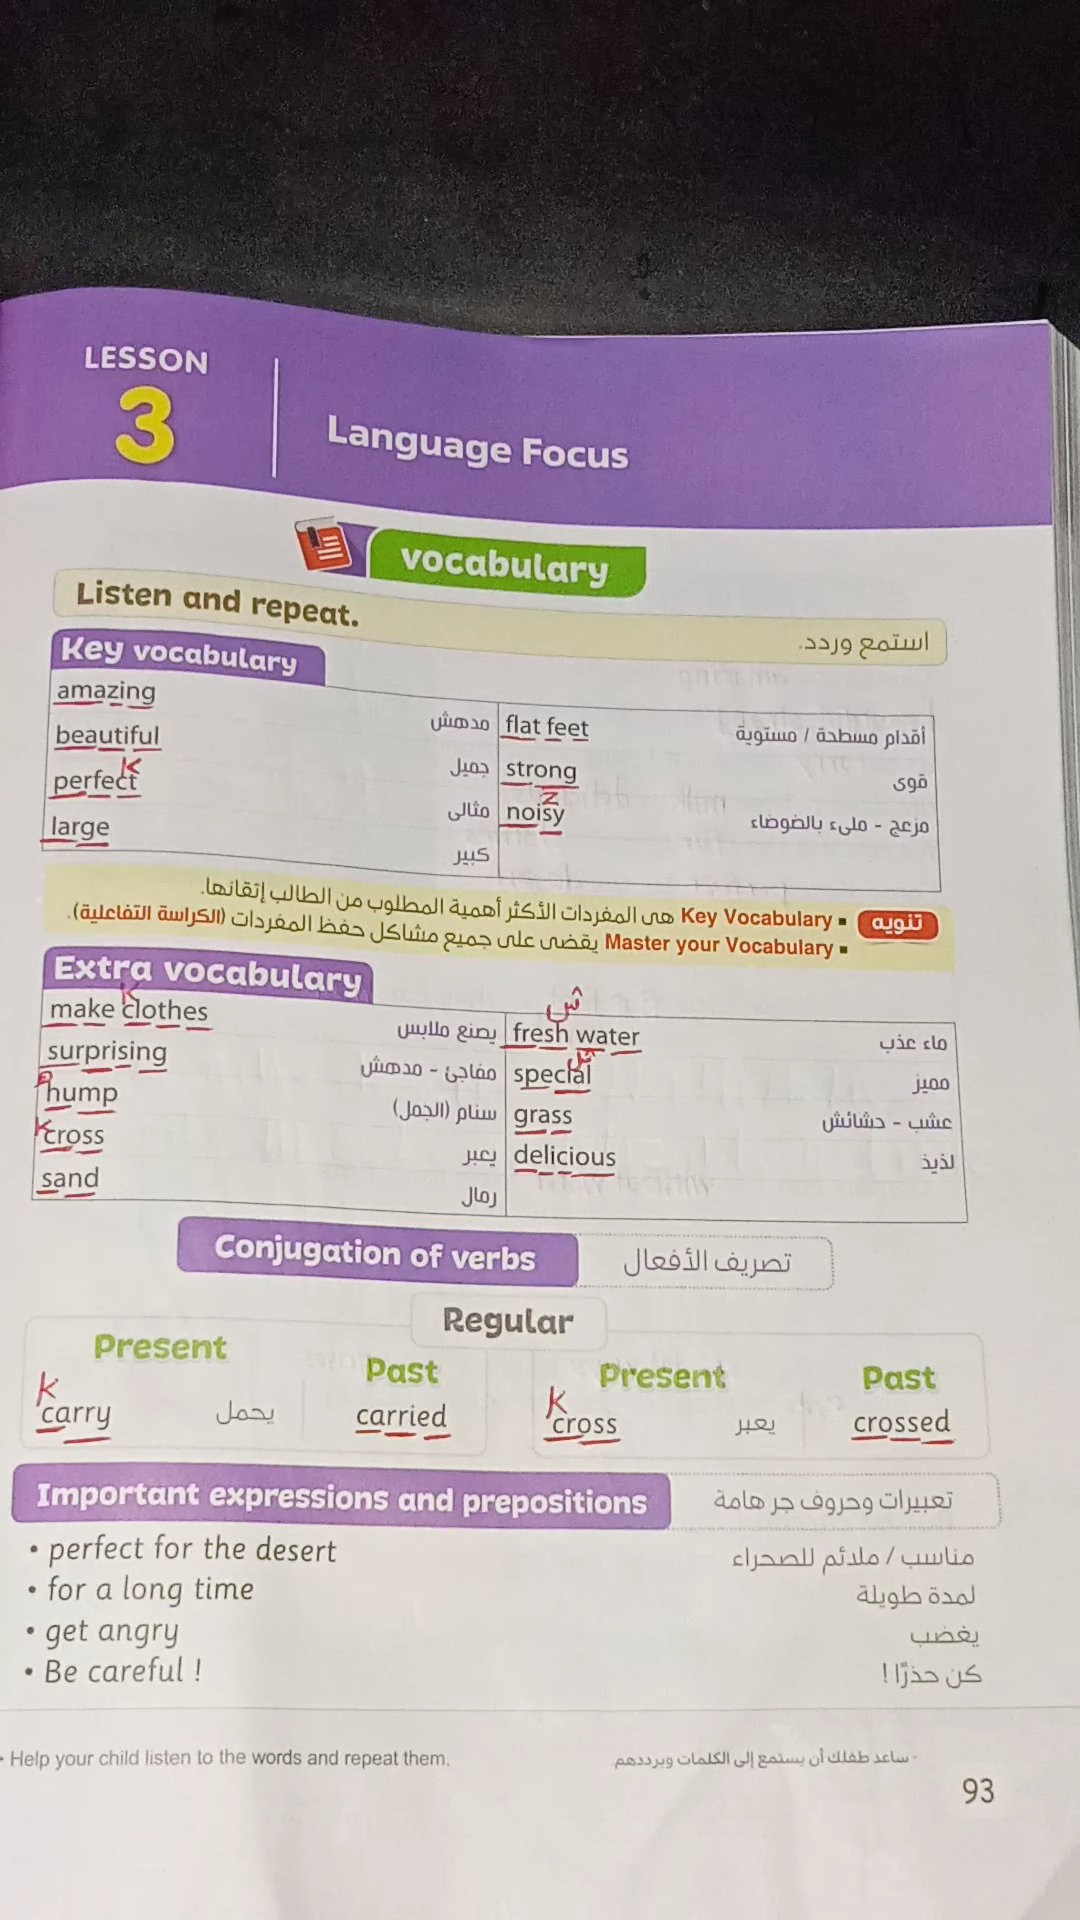 LESSON
3
Language Focus
vocabulary
Listen and repeat.
استمع وردد.
Key vocabulary
amazing مدهش
flat feet أقدام مسطحة / مستوية
beautiful جميل
strong قوى
K
perfect مثالى
Z
noisy مزعج - ملىء بالضوضاء
large كبير
تنويه
▪ Key Vocabulary هى المفردات الأكثر أهمية المطلوب من الطالب إتقانها.
▪ Master your Vocabulary يقضى على جميع مشاكل حفظ المفردات (الكراسة التفاعلية).
Extra vocabulary
K
make clothes يصنع ملابس
ش
fresh water ماء عذب
surprising مفاجئ - مدهش
ش
special مميز
hump سنام (الجمل)
grass عشب - حشائش
K
cross يعبر
delicious لذيذ
sand رمال
Conjugation of verbs تصريف الأفعال
Regular
Present Past Present Past
K K
carry يحمل carried cross يعبر crossed
Important expressions and prepositions تعبيرات وحروف جر هامة
• perfect for the desert مناسب / ملائم للصحراء
• for a long time لمدة طويلة
• get angry يغضب
• Be careful ! كن حذرًا !
- Help your child listen to the words and repeat them. - ساعد طفلك أن يستمع إلى الكلمات ويرددهم.
93